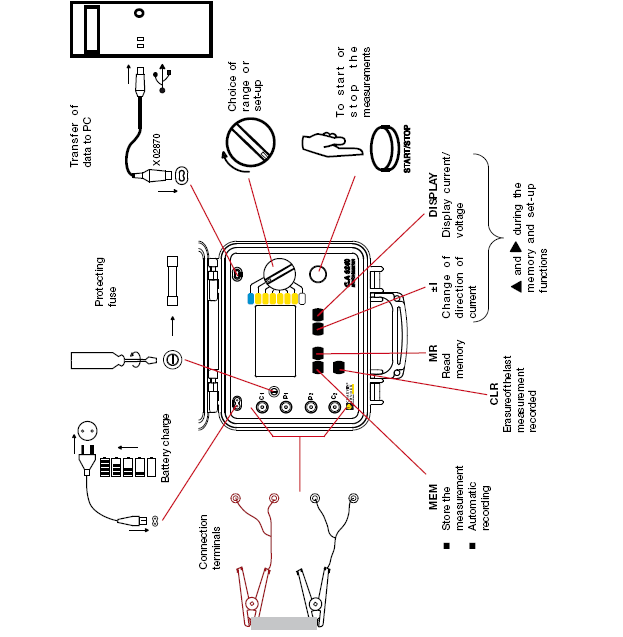 Transfer of
data to PC
X 02870
Choice of
range or
set-up
To start or
stop the
measurements
START/STOP
Protecting
fuse
Battery charge
Connection
terminals
C1
P1
P2
C2
C.A 6250
DISPLAY
Display current/
voltage
±I
Change of
direction of
current
▲ and ▶ during the
memory and set-up
functions
MR
Read
memory
CLR
Erasure of the last
measurement
recorded
MEM
■ Store the
measurement
■ Automatic
recording